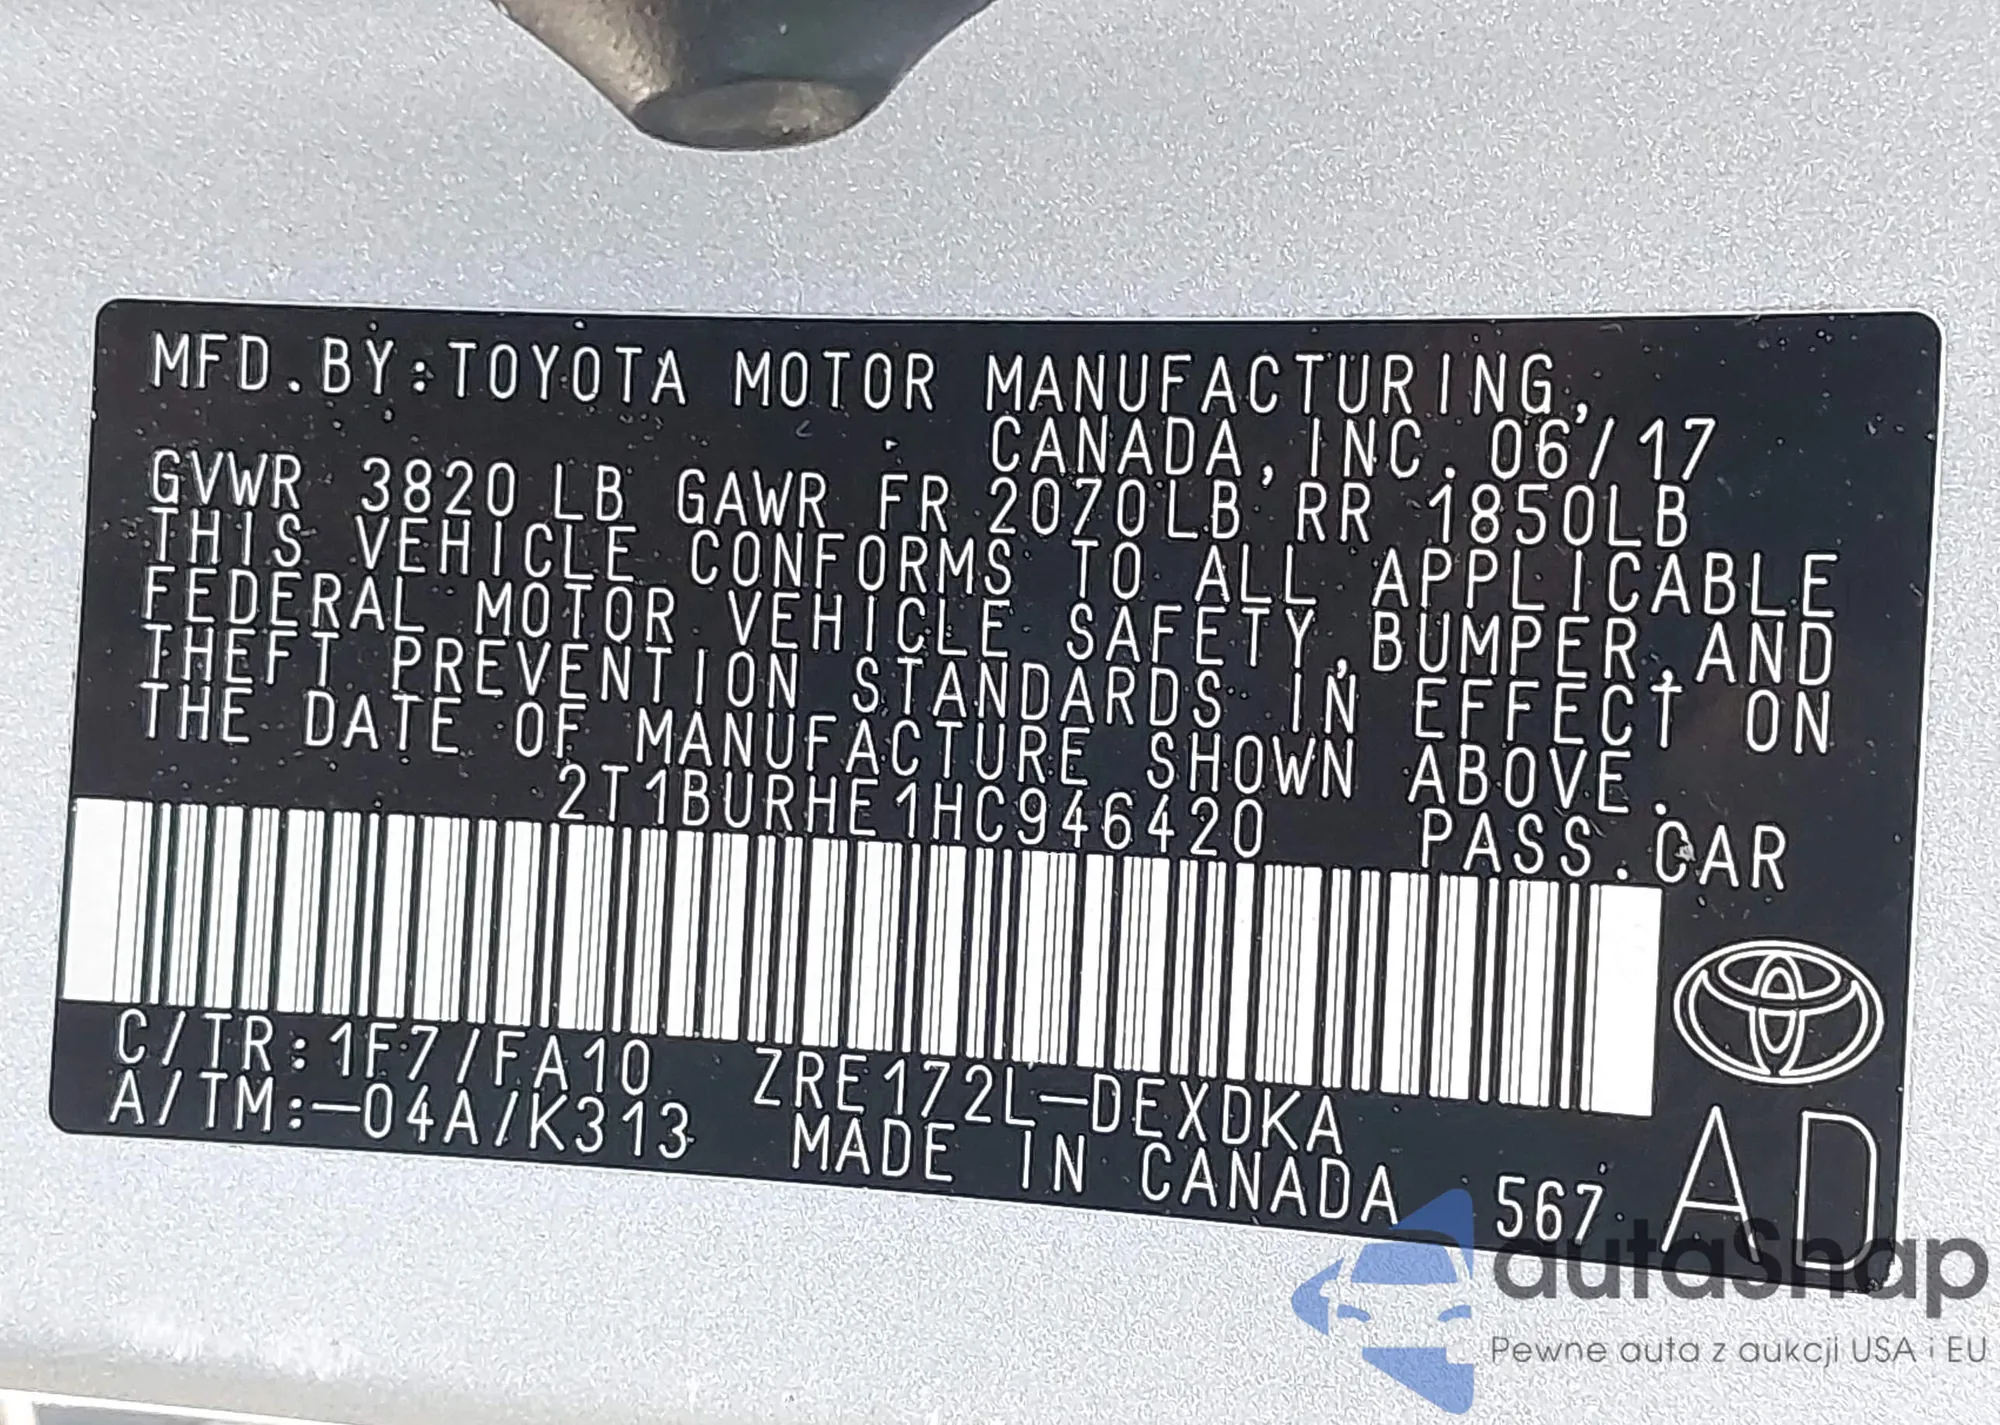 MFD.BY:TOYOTA MOTOR MANUFACTURING,
CANADA,INC.06/17
GVWR 3820LB GAWR FR 2070LB RR 1850LB
THIS VEHICLE CONFORMS TO ALL APPLICABLE
FEDERAL MOTOR VEHICLE SAFETY,BUMPER,AND
THEFT PREVENTION STANDARDS IN EFFECT ON
THE DATE OF MANUFACTURE SHOWN ABOVE.
2T1BURHE1HC946420 PASS.CAR
C/TR:1F7/FA10 ZRE172L-DEXDKA
A/TM:-04A/K313 MADE IN CANADA 567 AD
autaSnap
Pewne auta z aukcji USA i EU